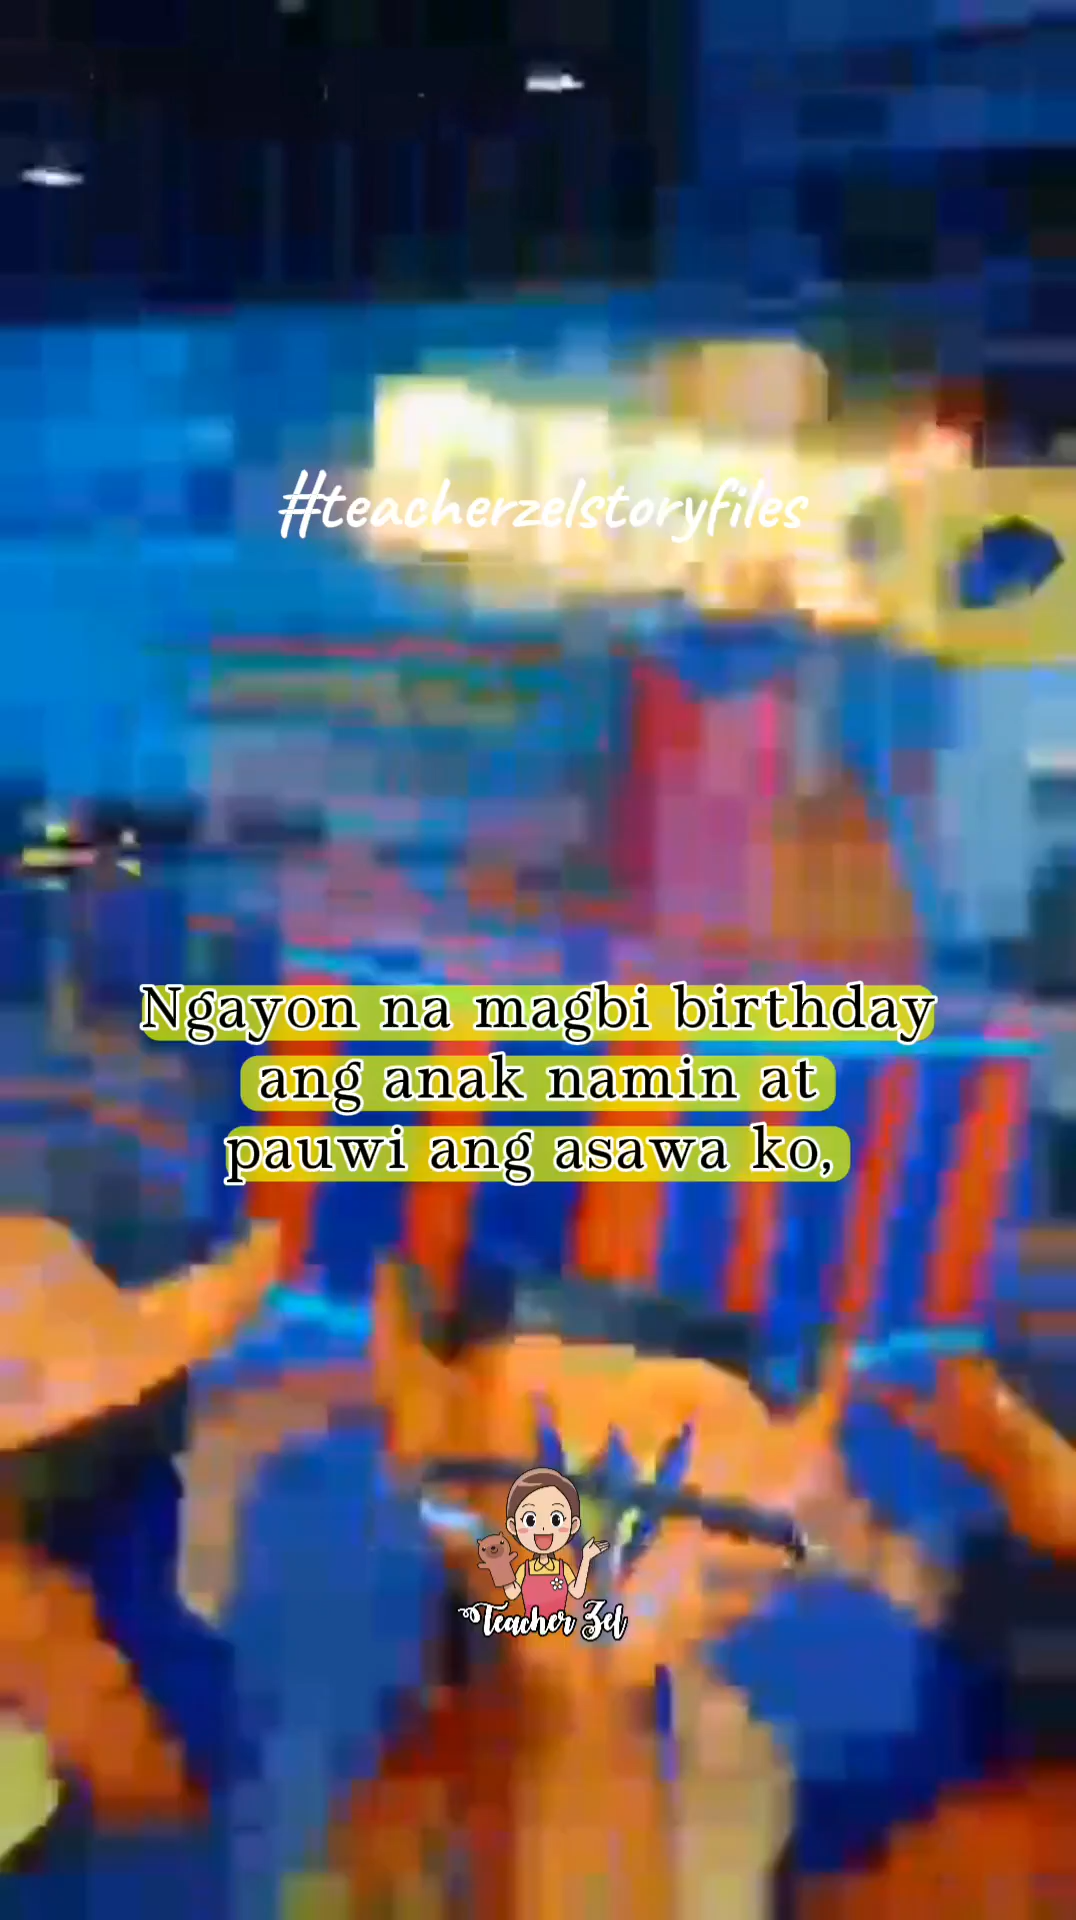 #teacherzelstoryfiles
Ngayon na magbi birthday
ang anak namin at
pauwi ang asawa ko,
Teacher Zel